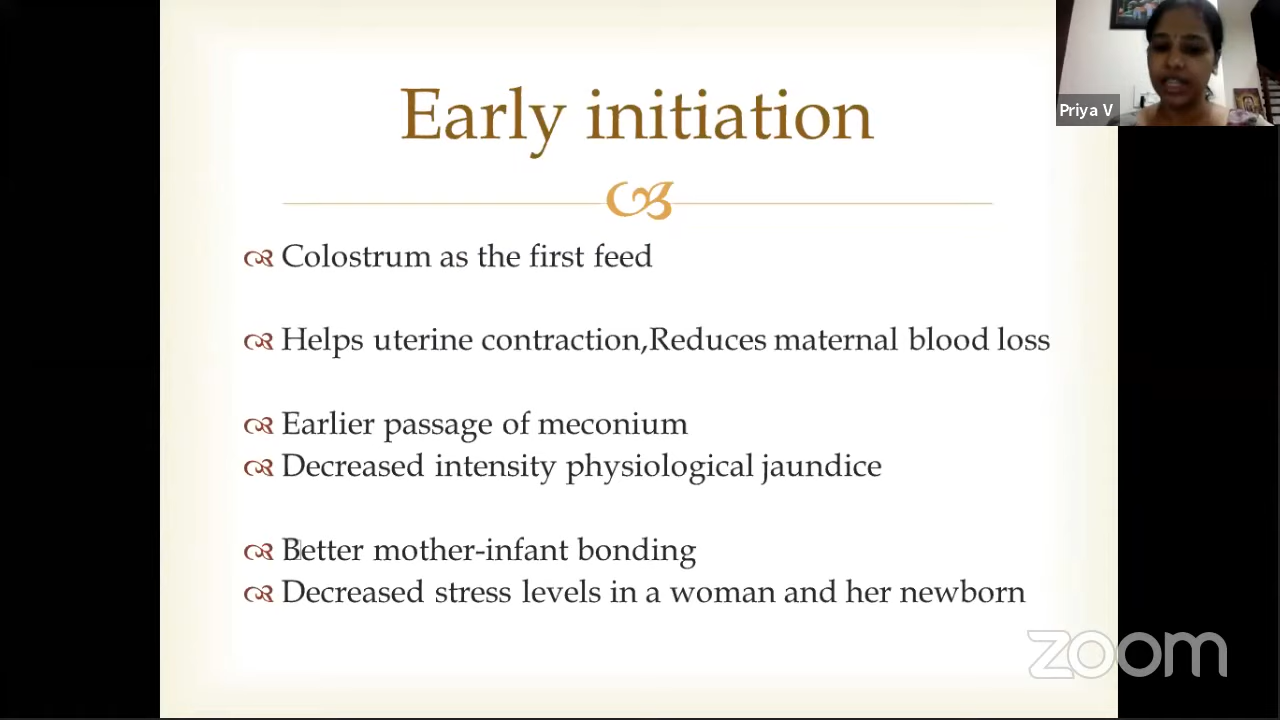 Early initiation
Colostrum as the first feed
Helps uterine contraction,Reduces maternal blood loss
Earlier passage of meconium
Decreased intensity physiological jaundice
Better mother-infant bonding
Decreased stress levels in a woman and her newborn
Priya V
zoom